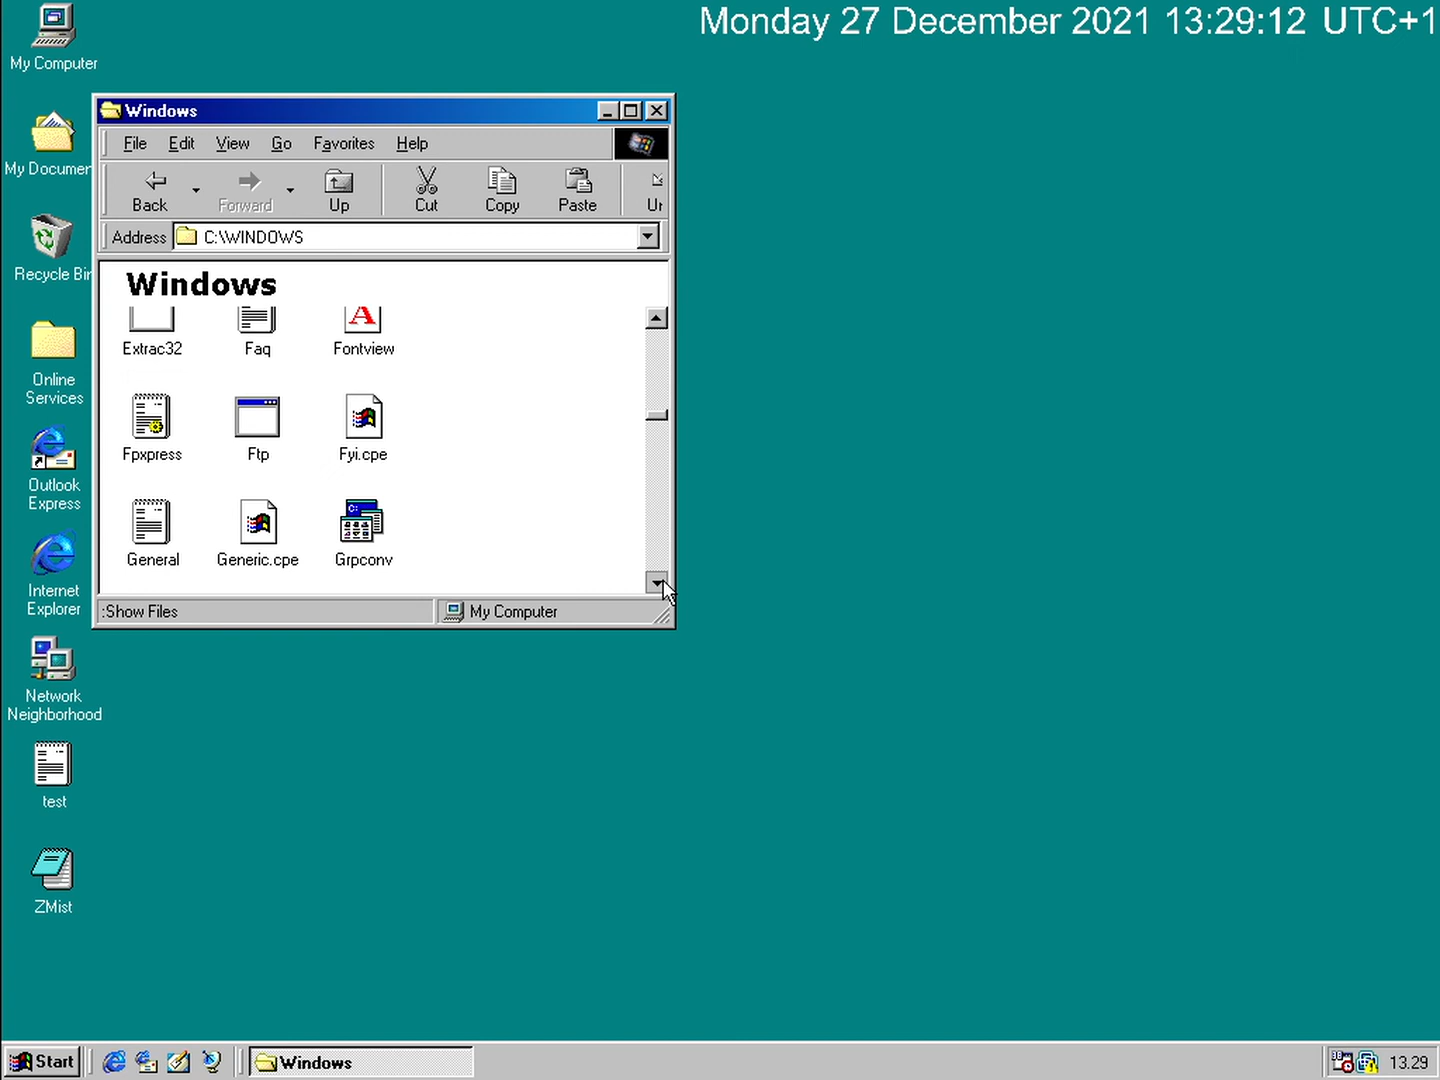 Monday 27 December 2021 13:29:12 UTC+1
My Computer
My Documen
Recycle Bin
Online
Services
Outlook
Express
Internet
Explorer
Network
Neighborhood
test
ZMist
Windows
File Edit View Go Favorites Help
Back Forward Up Cut Copy Paste Ur
Address C:\WINDOWS
Windows
Extrac32 Faq Fontview
Fpxpress Ftp Fyi.cpe
General Generic.cpe Grpconv
:Show Files My Computer
Start Windows 13.29